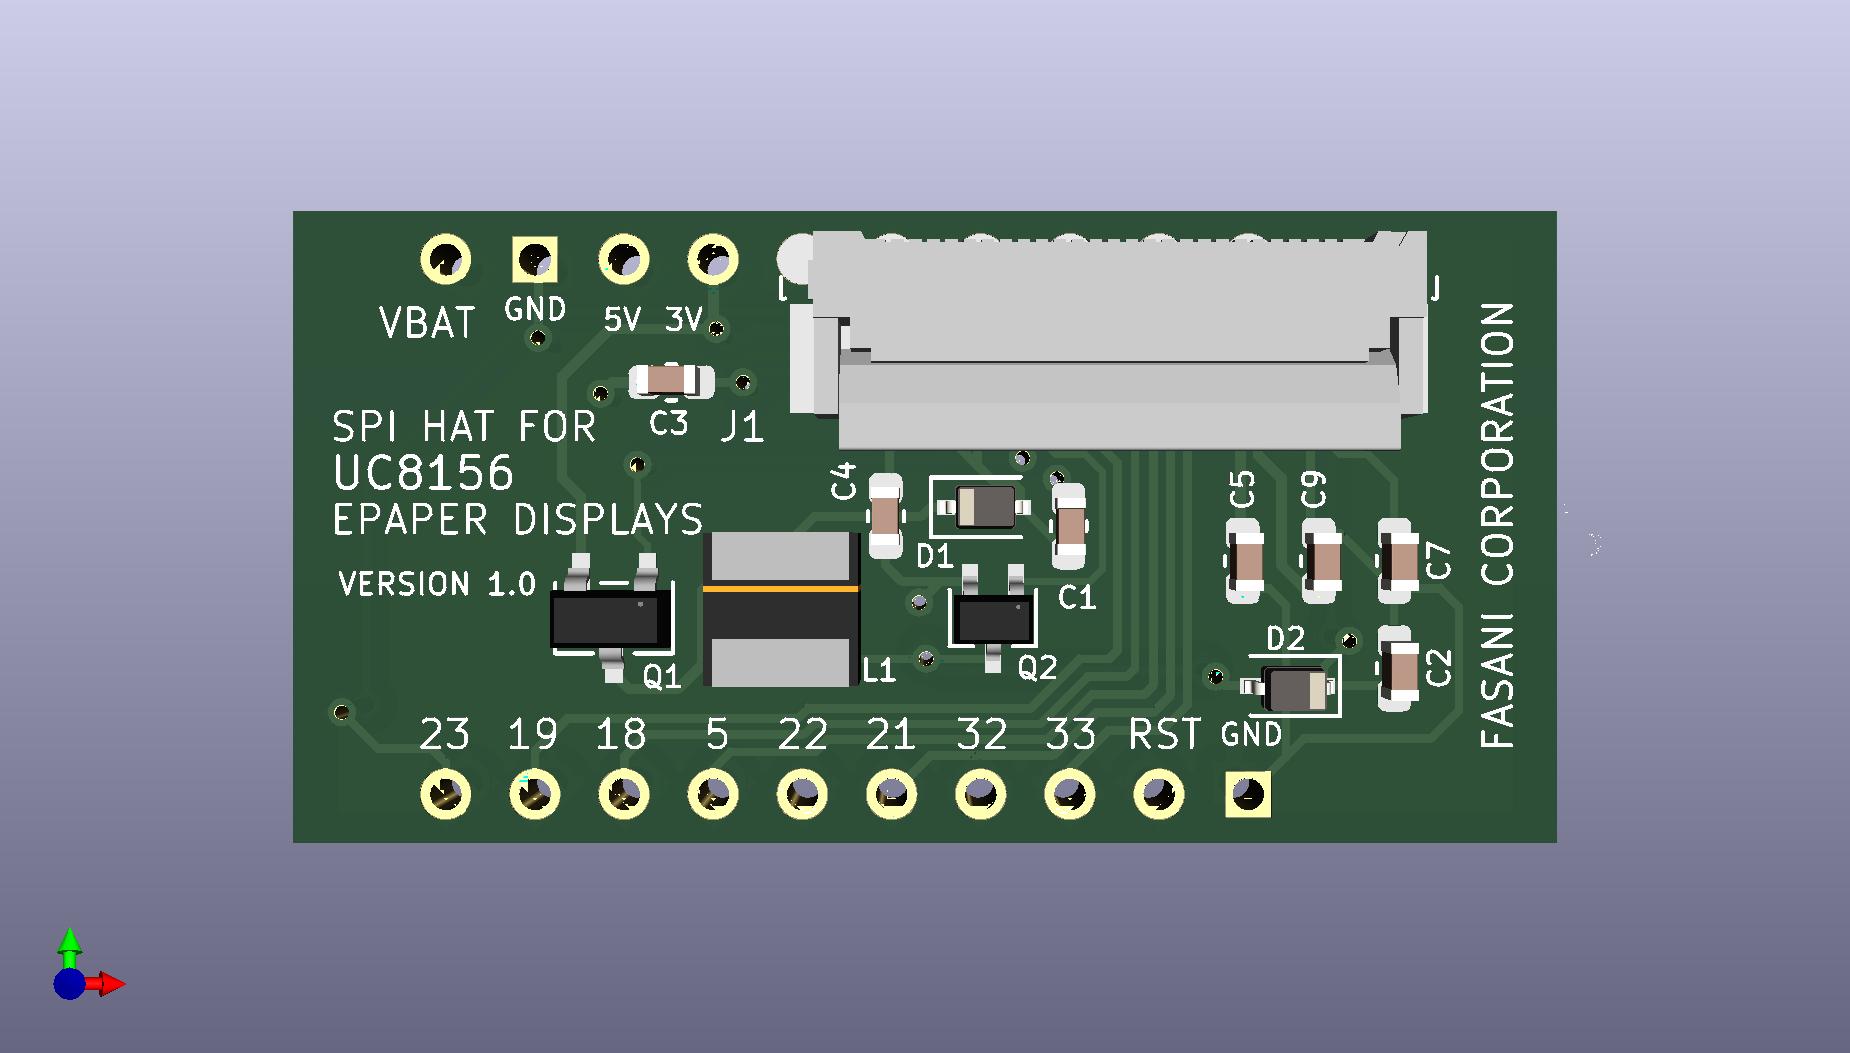 VBAT
GND
5V
3V
C3
J1
SPI HAT FOR
UC8156
EPAPER DISPLAYS
VERSION 1.0
C4
D1
C1
C5
C9
C7
D2
C2
Q1
L1
Q2
23
19
18
5
22
21
32
33
RST
GND
FASANI CORPORATION